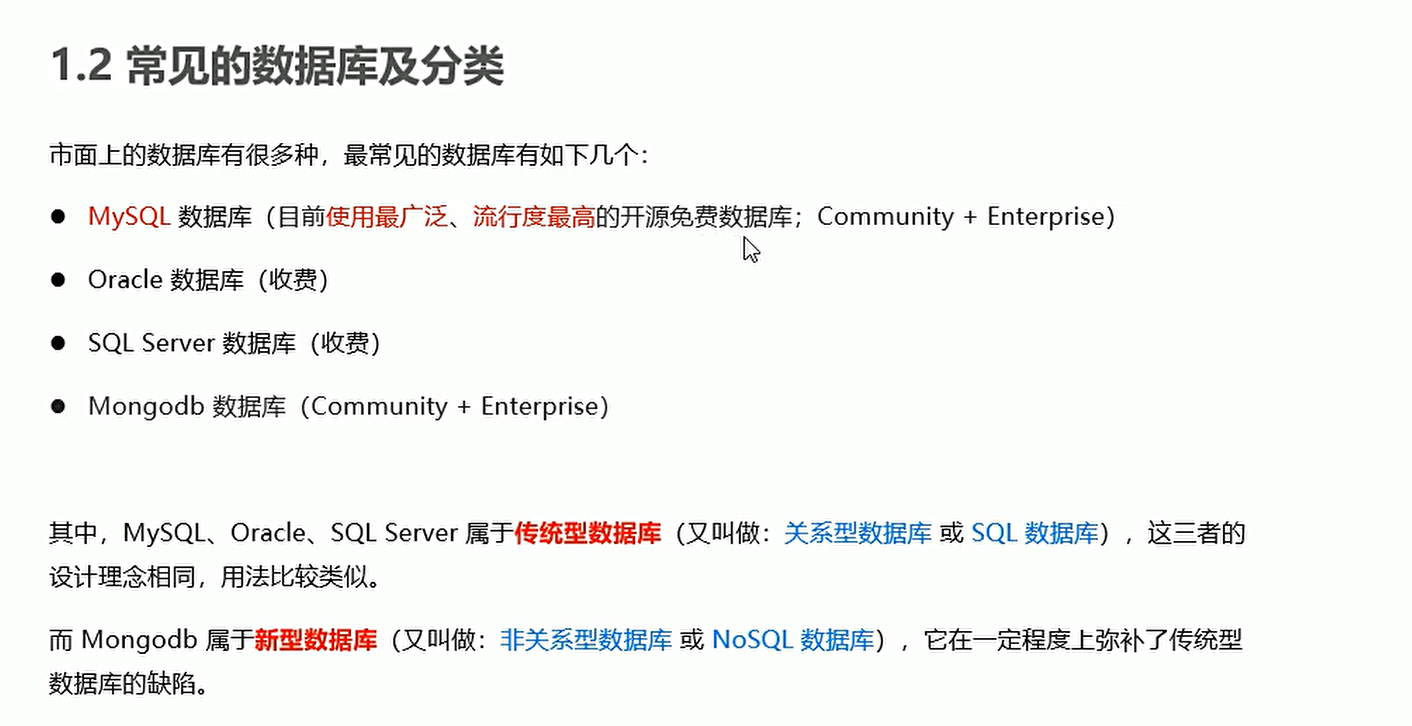 1.2 常见的数据库及分类
市面上的数据库有很多种，最常见的数据库有如下几个：
● MySQL 数据库（目前使用最广泛、流行度最高的开源免费数据库；Community + Enterprise）
● Oracle 数据库（收费）
● SQL Server 数据库（收费）
● Mongodb 数据库（Community + Enterprise）
其中，MySQL、Oracle、SQL Server 属于传统型数据库（又叫做：关系型数据库 或 SQL 数据库），这三者的
设计理念相同，用法比较类似。
而 Mongodb 属于新型数据库（又叫做：非关系型数据库 或 NoSQL 数据库），它在一定程度上弥补了传统型
数据库的缺陷。